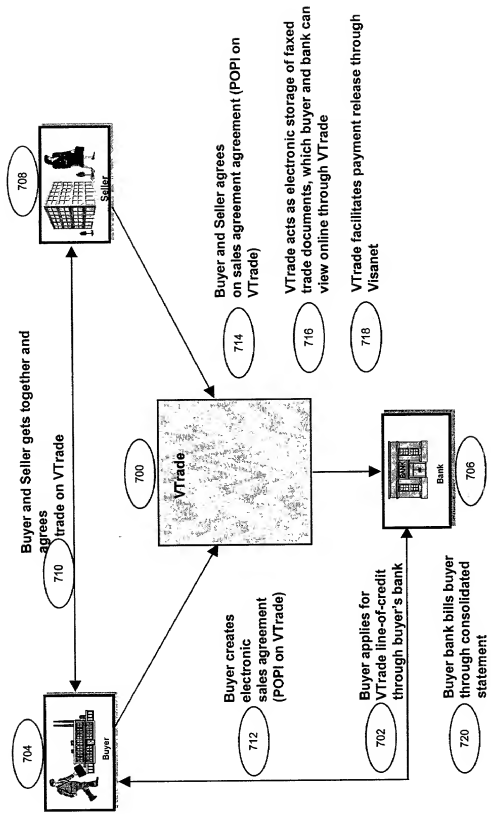 704
Buyer
Buyer and Seller gets together and
agrees
trade on VTrade
710
708
Seller
700
VTrade
712
Buyer creates
electronic
sales agreement
(POPI on VTrade)
714
Buyer and Seller agrees
on sales agreement agreement (POPI on
VTrade)
716
VTrade acts as electronic storage of faxed
trade documents, which buyer and bank can
view online through VTrade
718
VTrade facilitates payment release through
Visanet
702
Buyer applies for
VTrade line-of-credit
through buyer's bank
720
Buyer bank bills buyer
through consolidated
statement
BANK
Bank
706